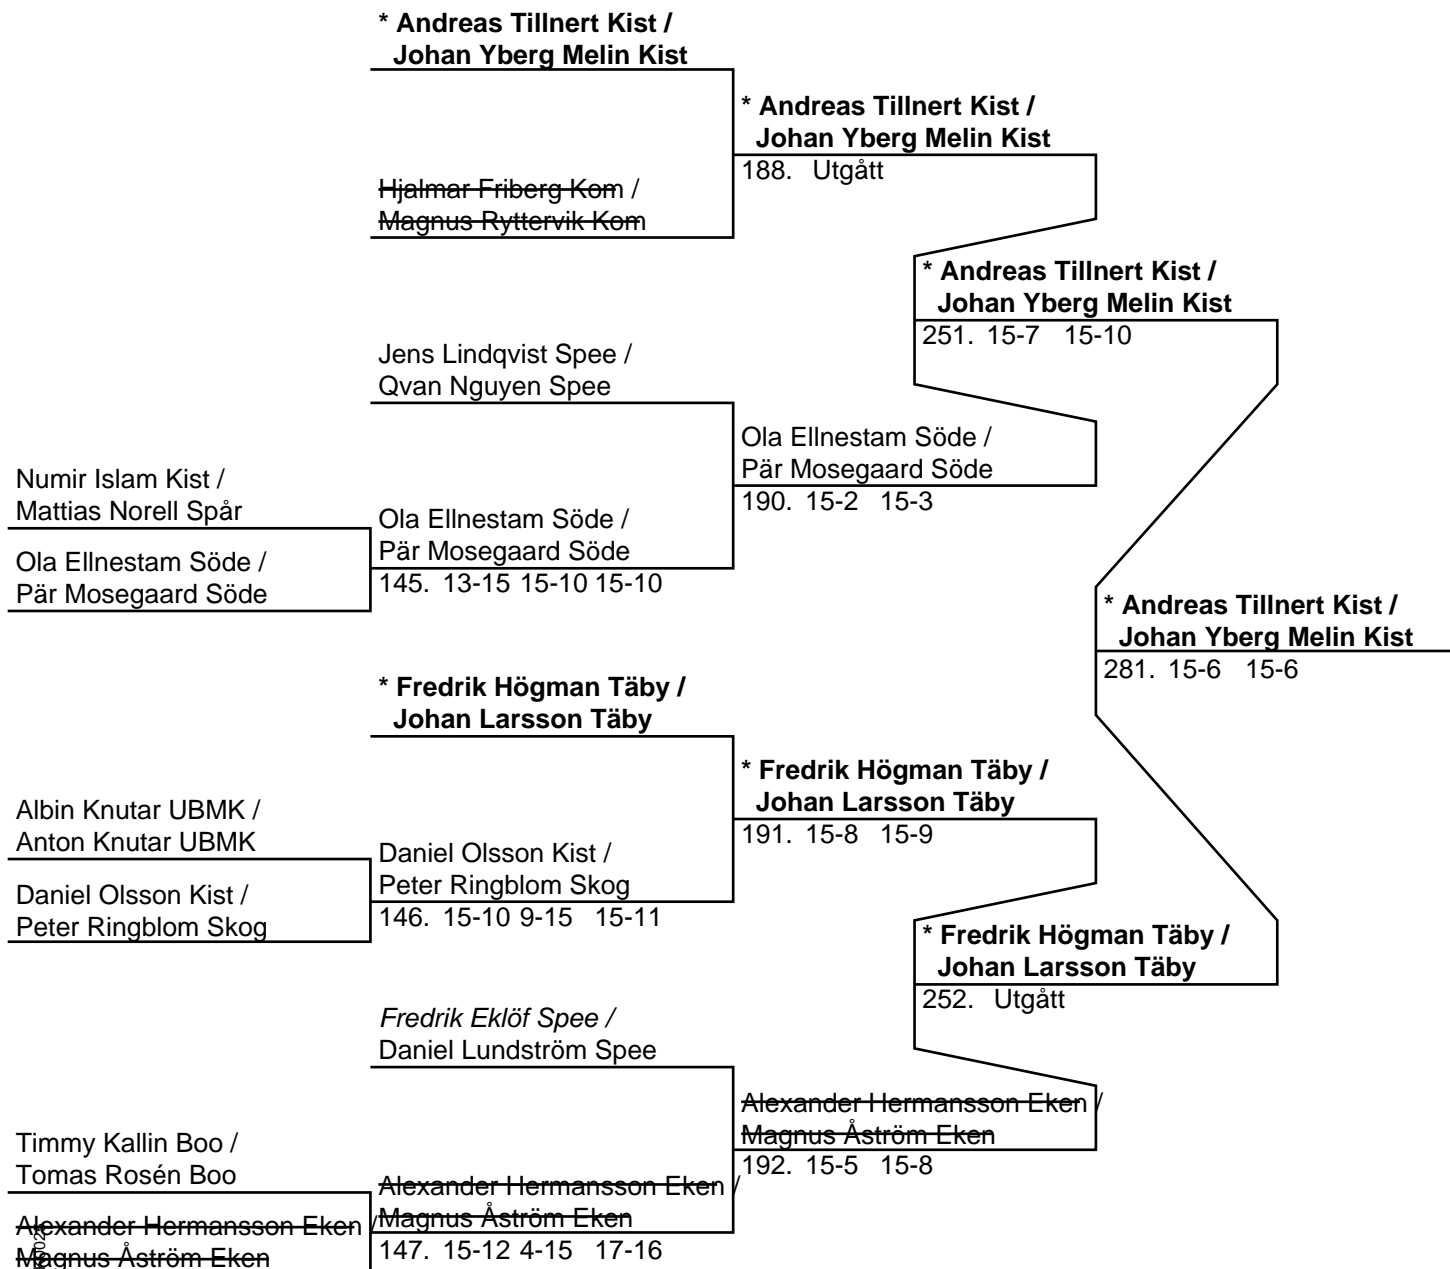 * Andreas Tillnert Kist /
Johan Yberg Melin Kist
* Andreas Tillnert Kist /
Johan Yberg Melin Kist
188. Utgått
Hjalmar Friberg Kom /
Magnus Ryttervik Kom
* Andreas Tillnert Kist /
Johan Yberg Melin Kist
251. 15-7 15-10
Jens Lindqvist Spee /
Qvan Nguyen Spee
Ola Ellnestam Söde /
Pär Mosegaard Söde
190. 15-2 15-3
Numir Islam Kist /
Mattias Norell Spår
Ola Ellnestam Söde /
Pär Mosegaard Söde
145. 13-15 15-10 15-10
Ola Ellnestam Söde /
Pär Mosegaard Söde
* Andreas Tillnert Kist /
Johan Yberg Melin Kist
281. 15-6 15-6
* Fredrik Högman Täby /
Johan Larsson Täby
* Fredrik Högman Täby /
Johan Larsson Täby
191. 15-8 15-9
Albin Knutar UBMK /
Anton Knutar UBMK
Daniel Olsson Kist /
Peter Ringblom Skog
146. 15-10 9-15 15-11
Daniel Olsson Kist /
Peter Ringblom Skog
* Fredrik Högman Täby /
Johan Larsson Täby
252. Utgått
Fredrik Eklöf Spee /
Daniel Lundström Spee
Alexander Hermansson Eken /
Magnus Åström Eken
192. 15-5 15-8
Timmy Kallin Boo /
Tomas Rosén Boo
Alexander Hermansson Eken /
Magnus Åström Eken
147. 15-12 4-15 17-16
Alexander Hermansson Eken /
Magnus Åström Eken